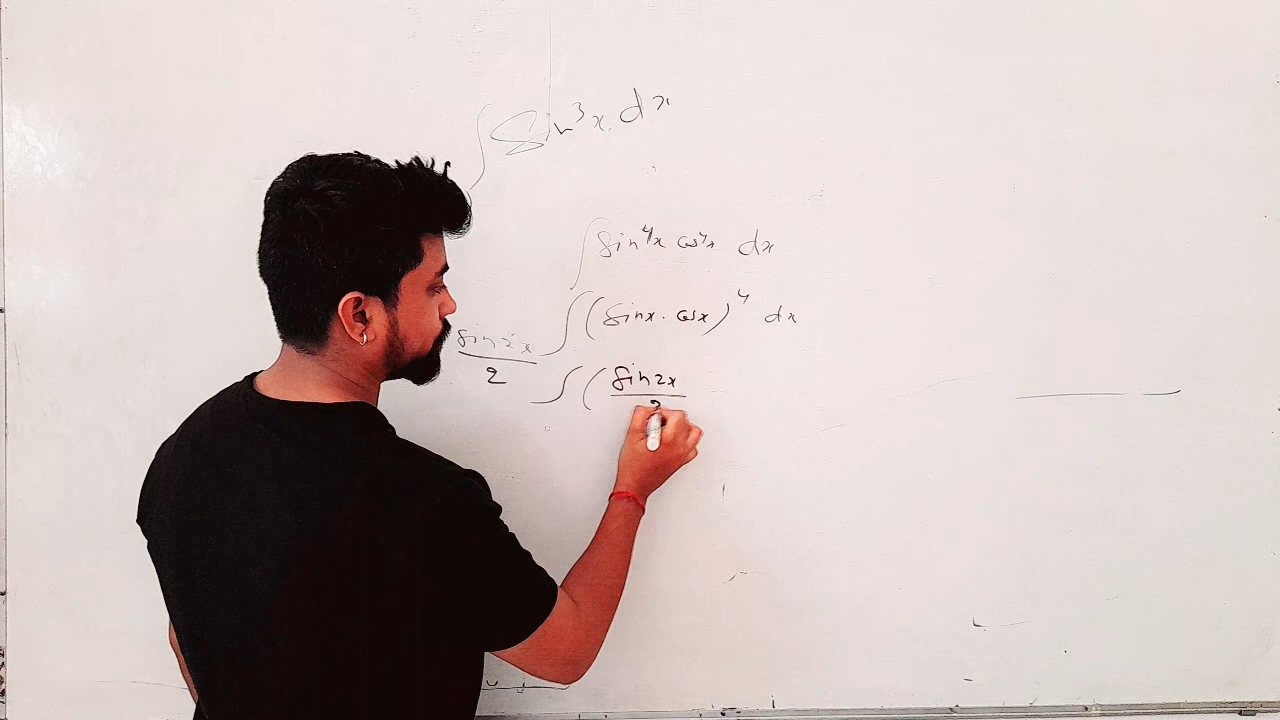 ∫ Sin³x. dx
∫ Sin⁴x cos⁴x dx
∫ (Sinx · Cosx)⁴ dx
Sin2x/2
∫ ( Sin2x/2